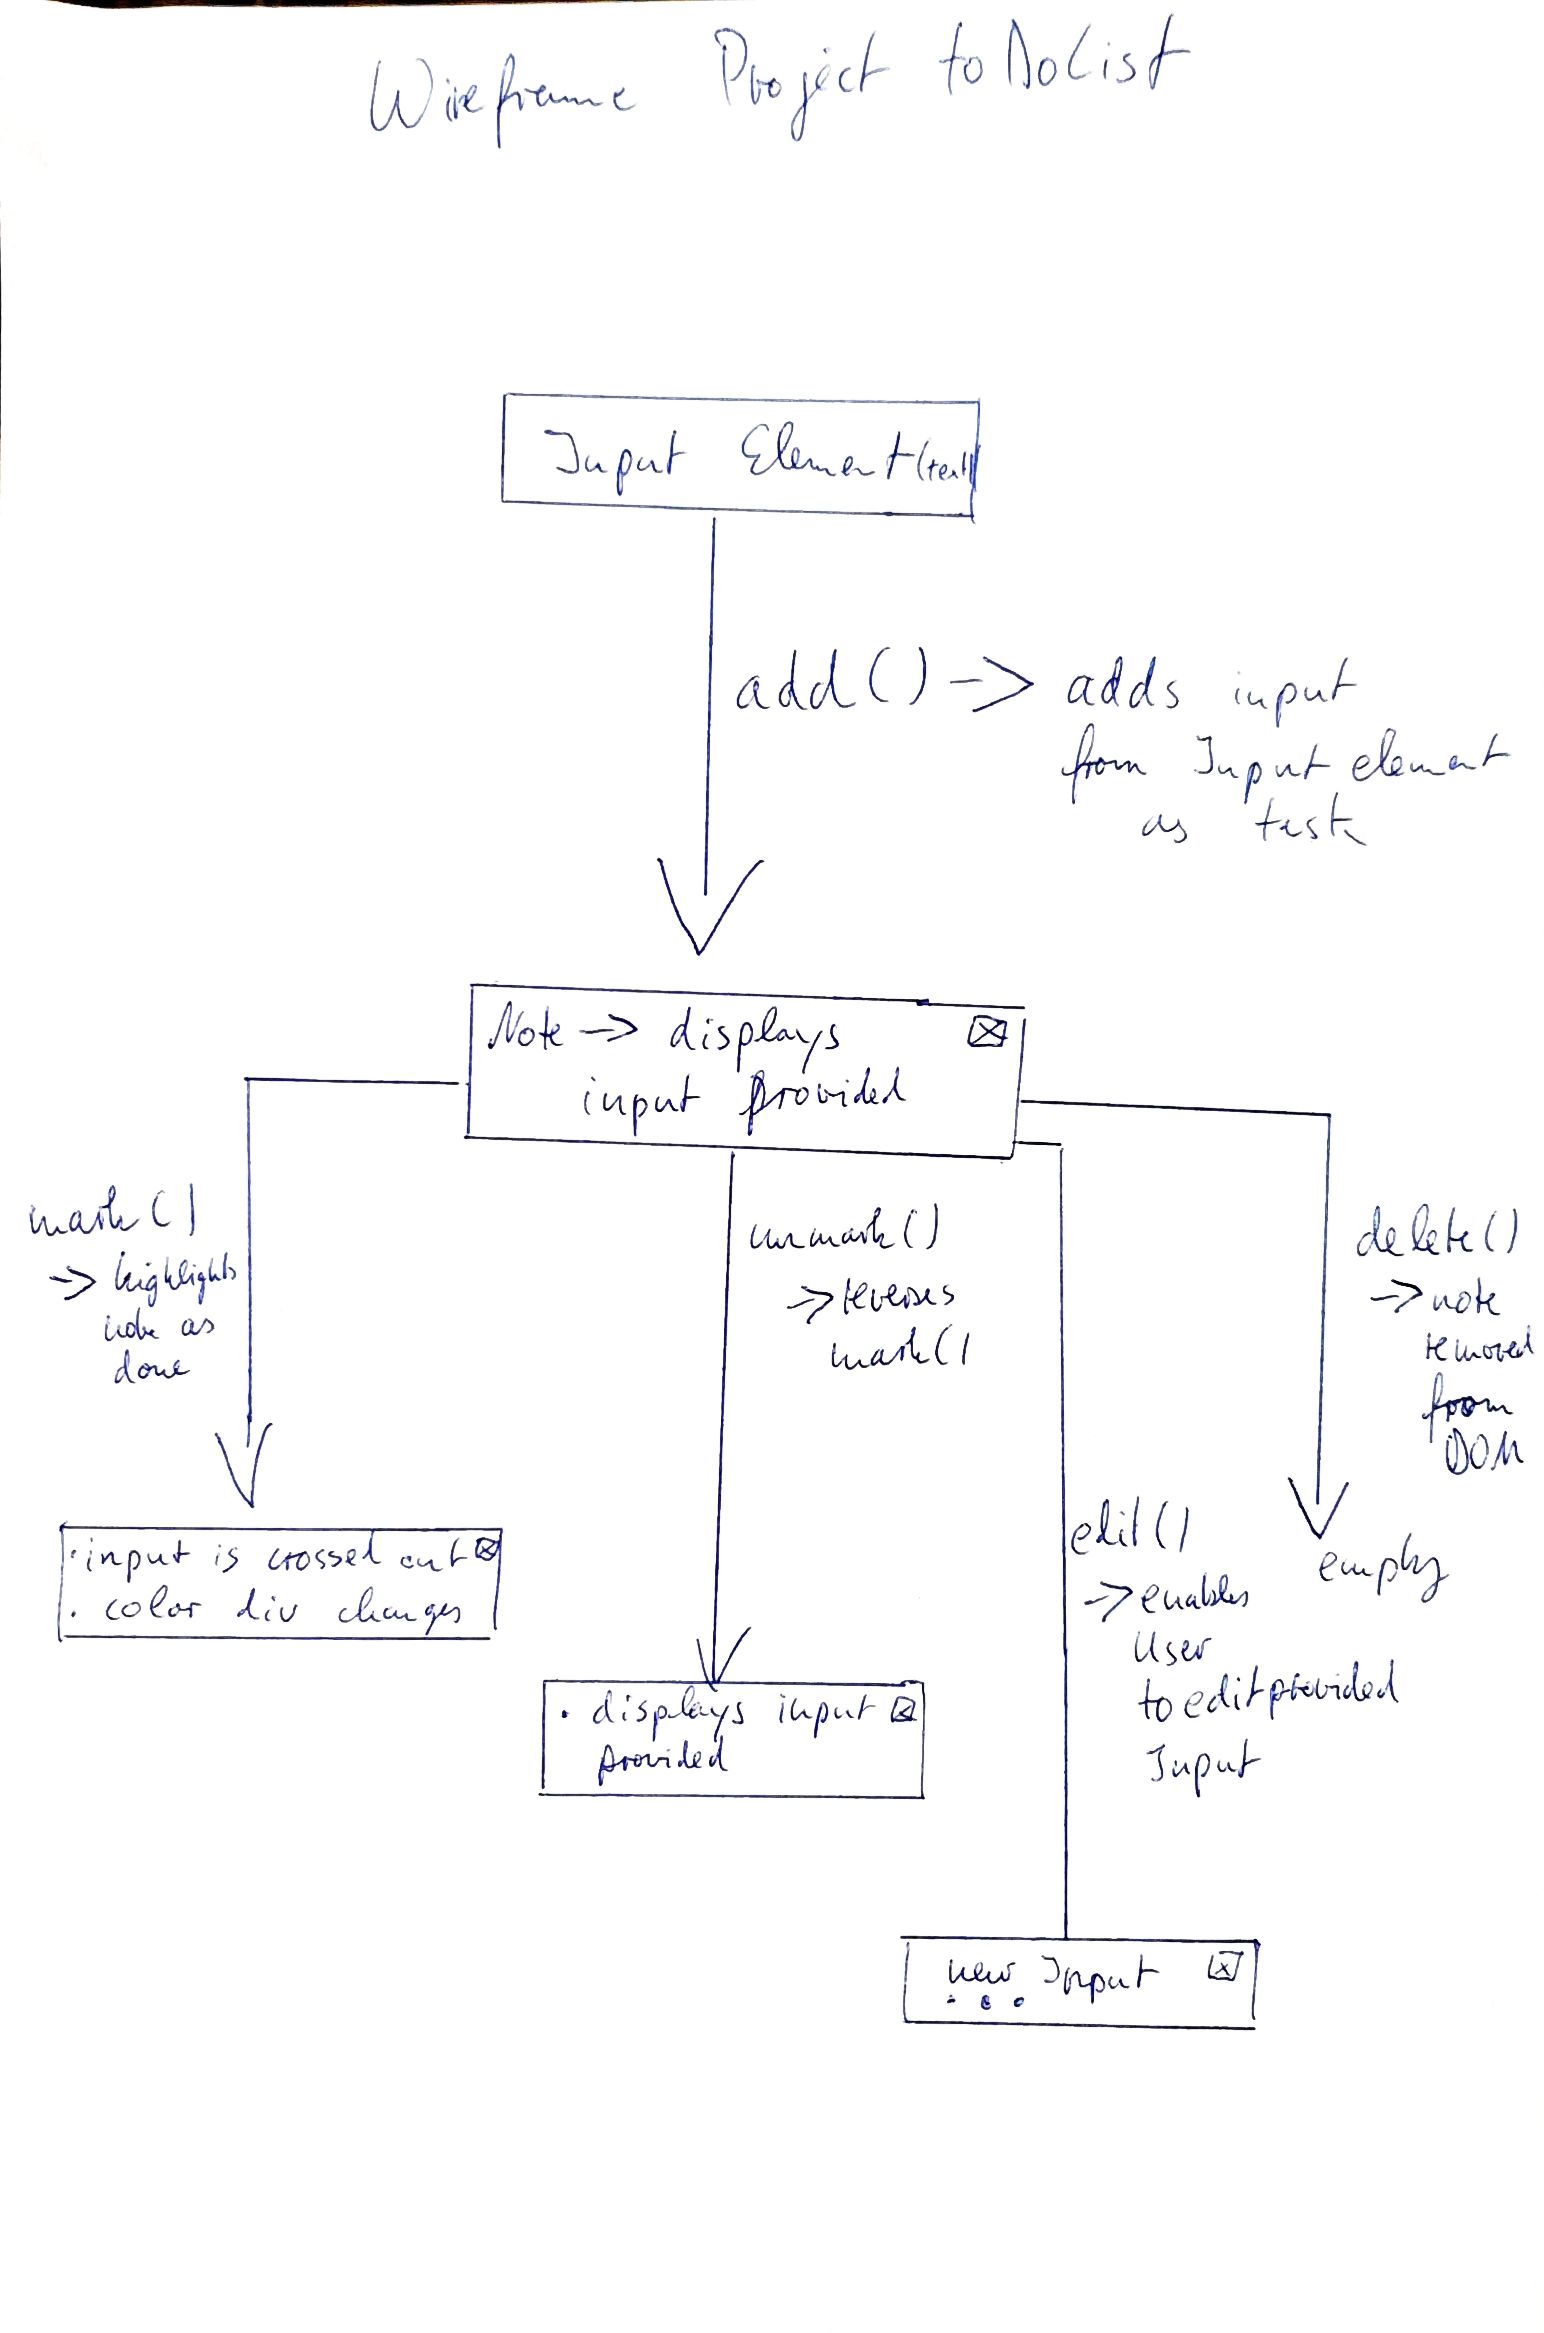 Wireframe Project toDoList
Input Element (text)
add() -> adds input
from Input element
as task
Note -> displays
input provided
mark()
-> highlights
note as
done
unmark()
-> reverses
mark()
delete()
-> note
removed
from
DOM
edit()
-> enables
User
to edit provided
Input
empty
· input is crossed out
· color div changes
· displays input
provided
new Input
...